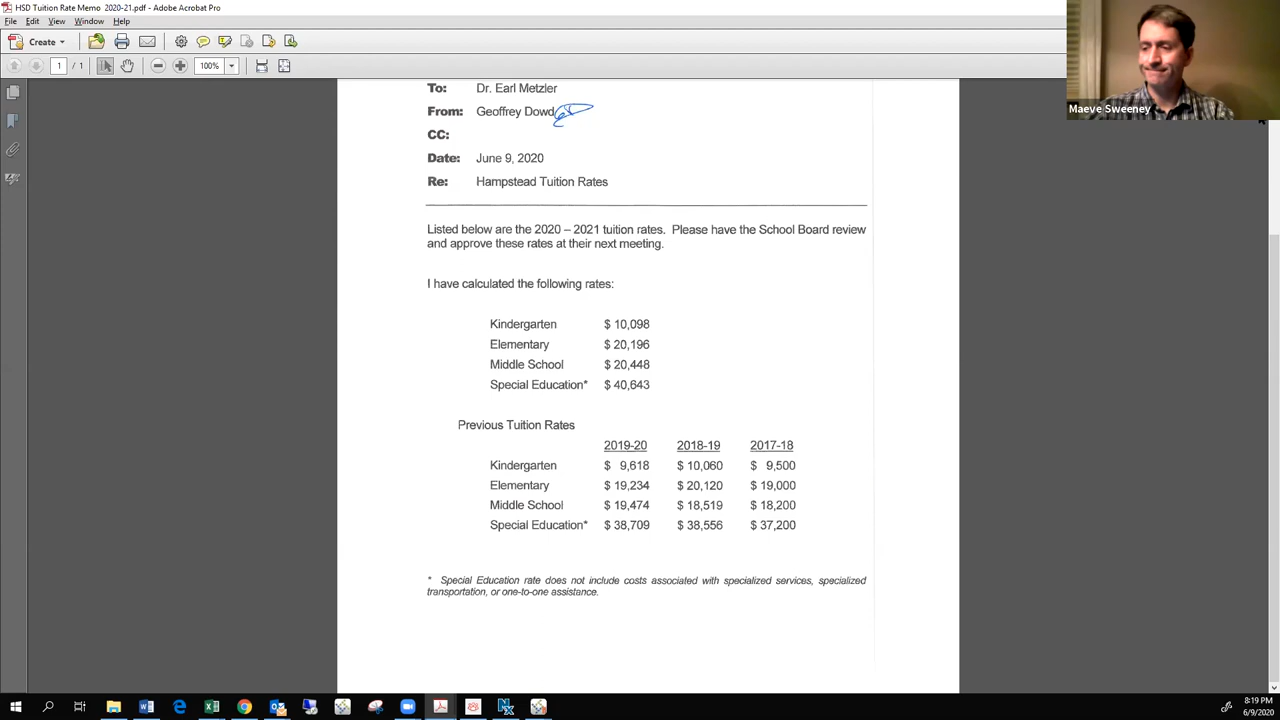 HSD Tuition Rate Memo 2020-21.pdf - Adobe Acrobat Pro
File Edit View Window Help
Create
1 / 1 100%
Maeve Sweeney
To: Dr. Earl Metzler
From: Geoffrey Dowd
CC:
Date: June 9, 2020
Re: Hampstead Tuition Rates
Listed below are the 2020 – 2021 tuition rates. Please have the School Board review
and approve these rates at their next meeting.
I have calculated the following rates:
Kindergarten $ 10,098
Elementary $ 20,196
Middle School $ 20,448
Special Education* $ 40,643
Previous Tuition Rates
2019-20 2018-19 2017-18
Kindergarten $ 9,618 $ 10,060 $ 9,500
Elementary $ 19,234 $ 20,120 $ 19,000
Middle School $ 19,474 $ 18,519 $ 18,200
Special Education* $ 38,709 $ 38,556 $ 37,200
* Special Education rate does not include costs associated with specialized services, specialized
transportation, or one-to-one assistance.
8:19 PM
6/9/2020